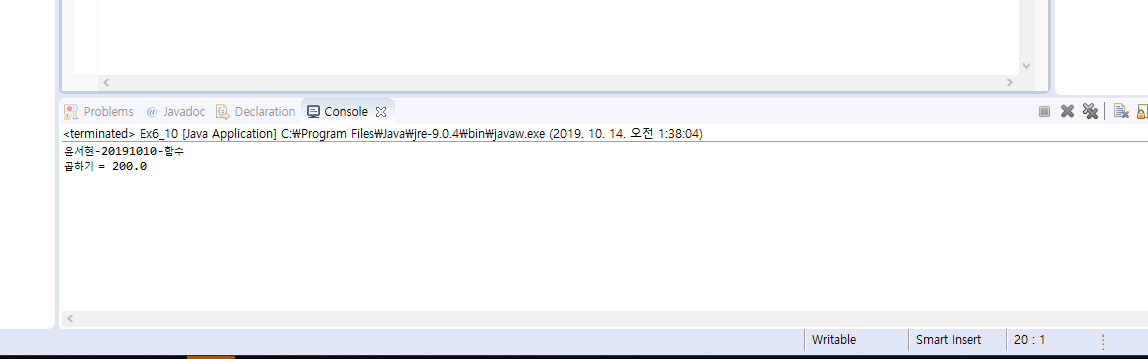 Problems @ Javadoc Declaration Console
<terminated> Ex6_10 [Java Application] C:₩Program Files₩Java₩jre-9.0.4₩bin₩javaw.exe (2019. 10. 14. 오전 1:38:04)
윤서현-20191010-함수
곱하기 = 200.0
Writable Smart Insert 20 : 1